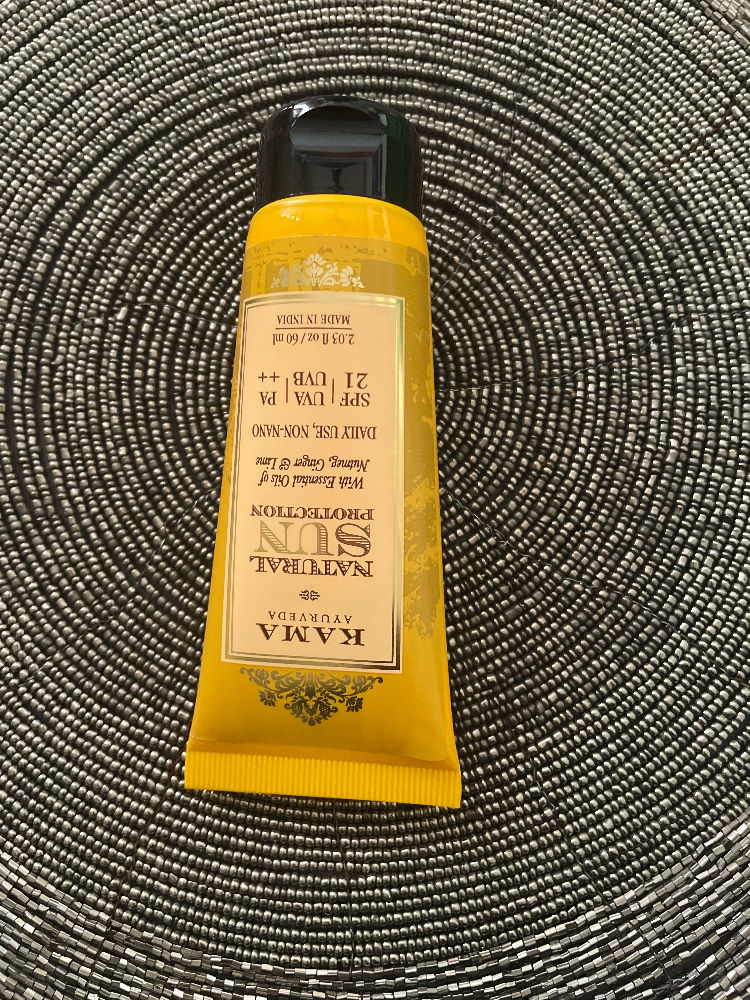 KAMA
AYURVEDA
NATURAL
SUN
PROTECTION
With Essential Oils of
Nutmeg, Ginger & Lime
DAILY USE, NON-NANO
SPF | UVA | PA
21 | UVB | ++
2.03 fl oz / 60 ml
MADE IN INDIA